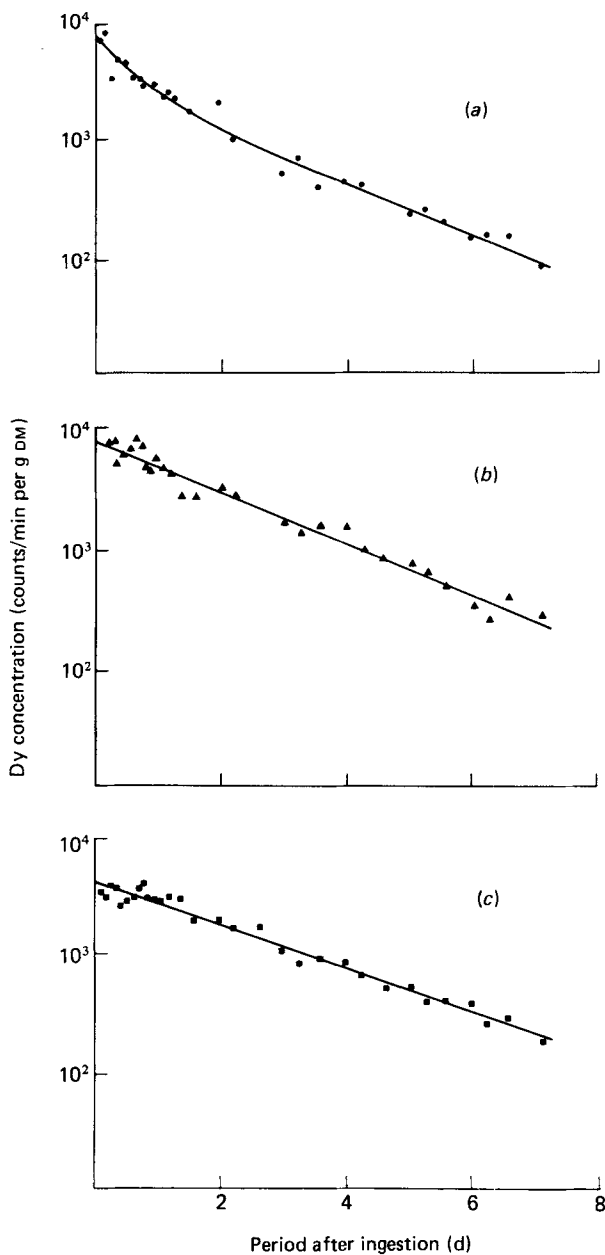 10⁴
10³
10²
(a)
10⁴
10³
10²
(b)
10⁴
10³
10²
(c)
2
4
6
8
Dy concentration (counts/min per g DM)
Period after ingestion (d)